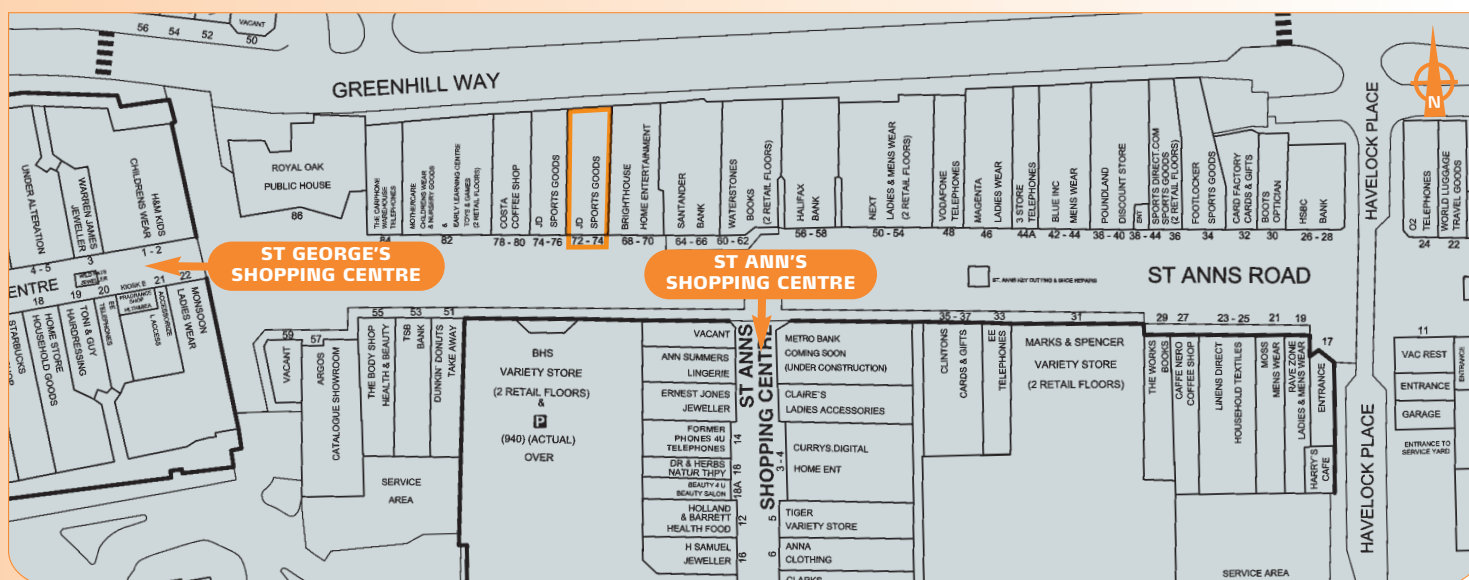 56
54
52
VACANT
50
GREENHILL WAY
HAVELOCK PLACE
N
UNDER ALTERATION
4 - 5
WARREN JAMES
JEWELLER
3
H&M KIDS
CHILDRENS WEAR
1 - 2
ROYAL OAK
PUBLIC HOUSE
86
THE CARPHONE
WAREHOUSE
TELEPHONES
84
MOTHERCARE
CHILDRENS WEAR
& NURSERY GOODS
&
EARLY LEARNING CENTRE
TOYS & GAMES
(2 RETAIL FLOORS)
82
COSTA
COFFEE SHOP
78 - 80
JD
SPORTS GOODS
74 - 76
JD
SPORTS GOODS
72 - 74
BRIGHTHOUSE
HOME ENTERTAINMENT
68 - 70
SANTANDER
BANK
64 - 66
WATERSTONES
BOOKS
(2 RETAIL FLOORS)
60 - 62
HALIFAX
BANK
56 - 58
NEXT
LADIES & MENS WEAR
(2 RETAIL FLOORS)
50 - 54
VODAFONE
TELEPHONES
48
MAGENTA
LADIES WEAR
46
3 STORE
TELEPHONES
44A
BLUE INC
MENS WEAR
42 - 44
POUNDLAND
DISCOUNT STORE
38 - 40
ENT
38 - 44
SPORTS DIRECT.COM
SPORTS GOODS
(2 RETAIL FLOORS)
36
FOOTLOCKER
SPORTS GOODS
34
CARD FACTORY
CARDS & GIFTS
32
BOOTS
OPTICIAN
30
HSBC
BANK
26 - 28
O2
TELEPHONES
24
WORLD LUGGAGE
TRAVEL GOODS
22
ST GEORGE'S
SHOPPING CENTRE
ST ANN'S
SHOPPING CENTRE
ST. ANNS KEY CUTTING & SHOE REPAIRS
ST ANNS ROAD
ENTRE
18
19
20
KIOSK E
21
22
STARBUCKS
HOME STORE
HOUSEHOLD GOODS
TONI & GUY
HAIRDRESSING
EE
TELEPHONES
FRAGRANCE
SHOP
ACCESSORIZE
L ACCESS
MONSOON
LADIES WEAR
59
VACANT
57
ARGOS
CATALOGUE SHOWROOM
55
THE BODY SHOP
HEALTH & BEAUTY
53
TSB
BANK
51
DUNKIN' DONUTS
TAKE AWAY
SERVICE
AREA
BHS
VARIETY STORE
(2 RETAIL FLOORS)
&
P
(940) (ACTUAL)
OVER
VACANT
ANN SUMMERS
LINGERIE
ERNEST JONES
JEWELLER
FORMER
PHONES 4U
TELEPHONES
14
DR & HERBS
NATUR THPY
18
BEAUTY 4 U
BEAUTY SALON
18A
HOLLAND
& BARRETT
HEALTH FOOD
12
H SAMUEL
JEWELLER
16
ST ANNS
SHOPPING CENTRE
METRO BANK
COMING SOON
(UNDER CONSTRUCTION)
CLAIRE'S
LADIES ACCESSORIES
CURRYS.DIGITAL
HOME ENT
3 - 4
TIGER
VARIETY STORE
5
ANNA
CLOTHING
6
CLARKS
35 - 37
CLINTONS
CARDS & GIFTS
33
EE
TELEPHONES
31
MARKS & SPENCER
VARIETY STORE
(2 RETAIL FLOORS)
29
THE WORKS
BOOKS
27
CAFFE NERO
COFFEE SHOP
23 - 25
LINENS DIRECT
HOUSEHOLD TEXTILES
21
MOSS
MENS WEAR
19
RAVE ZONE
LADIES & MENS WEAR
17
ENTRANCE
HARRY'S
CAFE
SERVICE AREA
HAVELOCK PLACE
11
VAC REST
ENTRANCE
GARAGE
ENTRANCE TO
SERVICE YARD
ENTRANCE